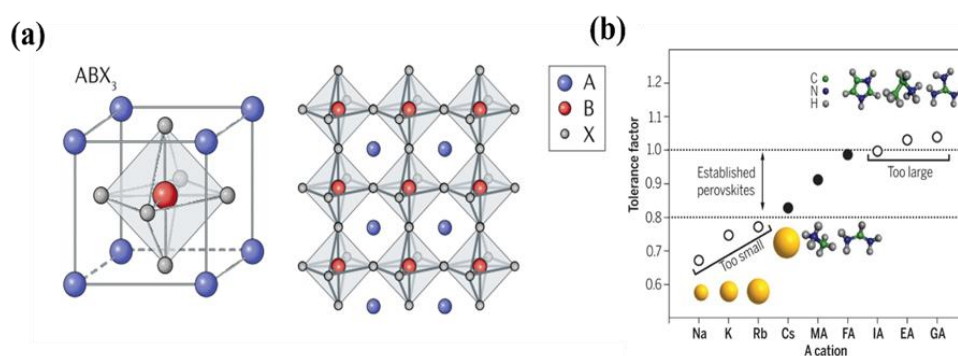 (a)
ABX3
A
B
X
(b)
C
N
H
Tolerance factor
1.2
1.1
1.0
0.9
0.8
0.7
0.6
Established
perovskites
Too large
Too small
Na K Rb Cs MA FA IA EA GA
A cation